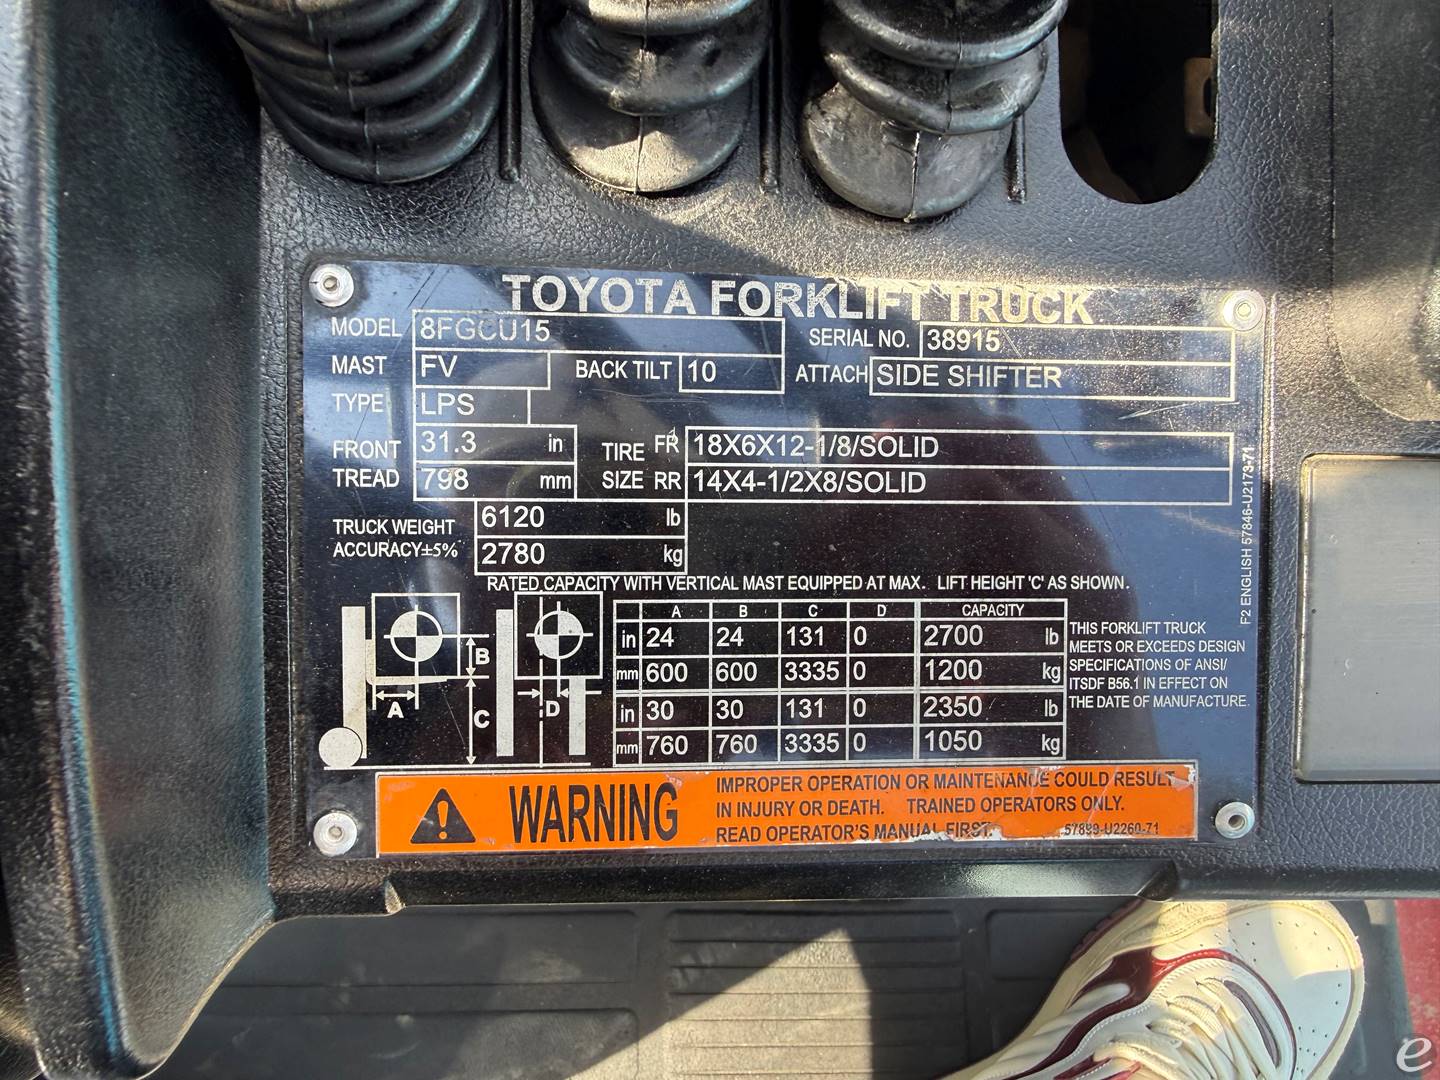 TOYOTA FORKLIFT TRUCK
MODEL 8FGCU15 SERIAL NO. 38915
MAST FV BACK TILT 10 ATTACH SIDE SHIFTER
TYPE LPS
FRONT TREAD 31.3 in TIRE SIZE FR 18X6X12-1/8/SOLID
798 mm RR 14X4-1/2X8/SOLID
TRUCK WEIGHT 6120 lb
ACCURACY±5% 2780 kg
RATED CAPACITY WITH VERTICAL MAST EQUIPPED AT MAX. LIFT HEIGHT 'C' AS SHOWN.
A B C D CAPACITY
in 24 24 131 0 2700 lb
mm 600 600 3335 0 1200 kg
in 30 30 131 0 2350 lb
mm 760 760 3335 0 1050 kg
A B C D
THIS FORKLIFT TRUCK
MEETS OR EXCEEDS DESIGN
SPECIFICATIONS OF ANSI/
ITSDF B56.1 IN EFFECT ON
THE DATE OF MANUFACTURE.
F2 ENGLISH 57846-U2173-71
WARNING
IMPROPER OPERATION OR MAINTENANCE COULD RESULT
IN INJURY OR DEATH. TRAINED OPERATORS ONLY.
READ OPERATOR'S MANUAL FIRST. 57899-U2260-71
e